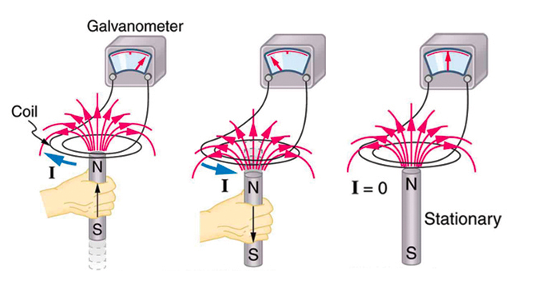 Galvanometer
Coil
I
N
S
I
N
S
I = 0
N
Stationary
S